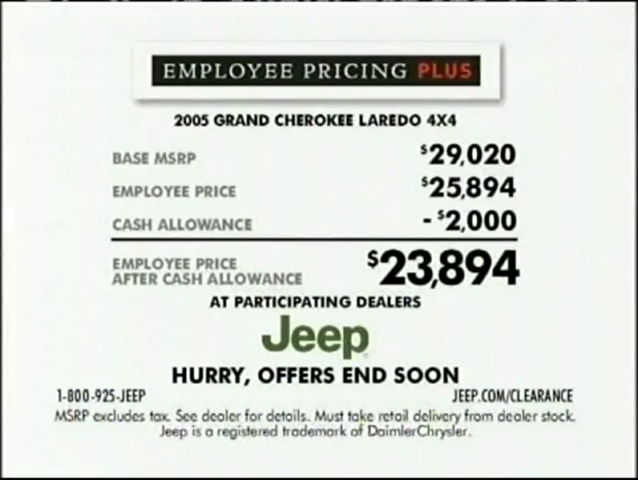 EMPLOYEE PRICING PLUS
2005 GRAND CHEROKEE LAREDO 4X4
BASE MSRP $29,020
EMPLOYEE PRICE $25,894
CASH ALLOWANCE -$2,000
EMPLOYEE PRICE
AFTER CASH ALLOWANCE $23,894
AT PARTICIPATING DEALERS
Jeep
HURRY, OFFERS END SOON
1-800-925-JEEP JEEP.COM/CLEARANCE
MSRP excludes tax. See dealer for details. Must take retail delivery from dealer stock.
Jeep is a registered trademark of DaimlerChrysler.